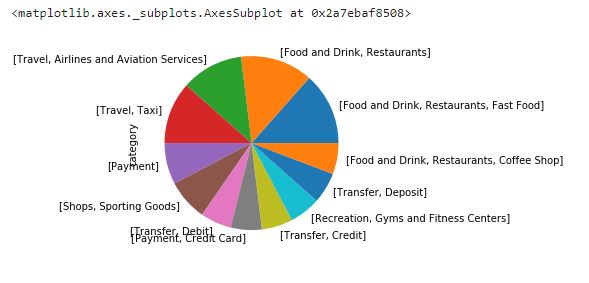 <matplotlib.axes._subplots.AxesSubplot at 0x2a7ebaf8508>
[Food and Drink, Restaurants]
[Travel, Airlines and Aviation Services]
[Food and Drink, Restaurants, Fast Food]
[Travel, Taxi]
category
[Food and Drink, Restaurants, Coffee Shop]
[Payment]
[Transfer, Deposit]
[Shops, Sporting Goods]
[Recreation, Gyms and Fitness Centers]
[Transfer, Debit]
[Transfer, Credit]
[Payment, Credit Card]